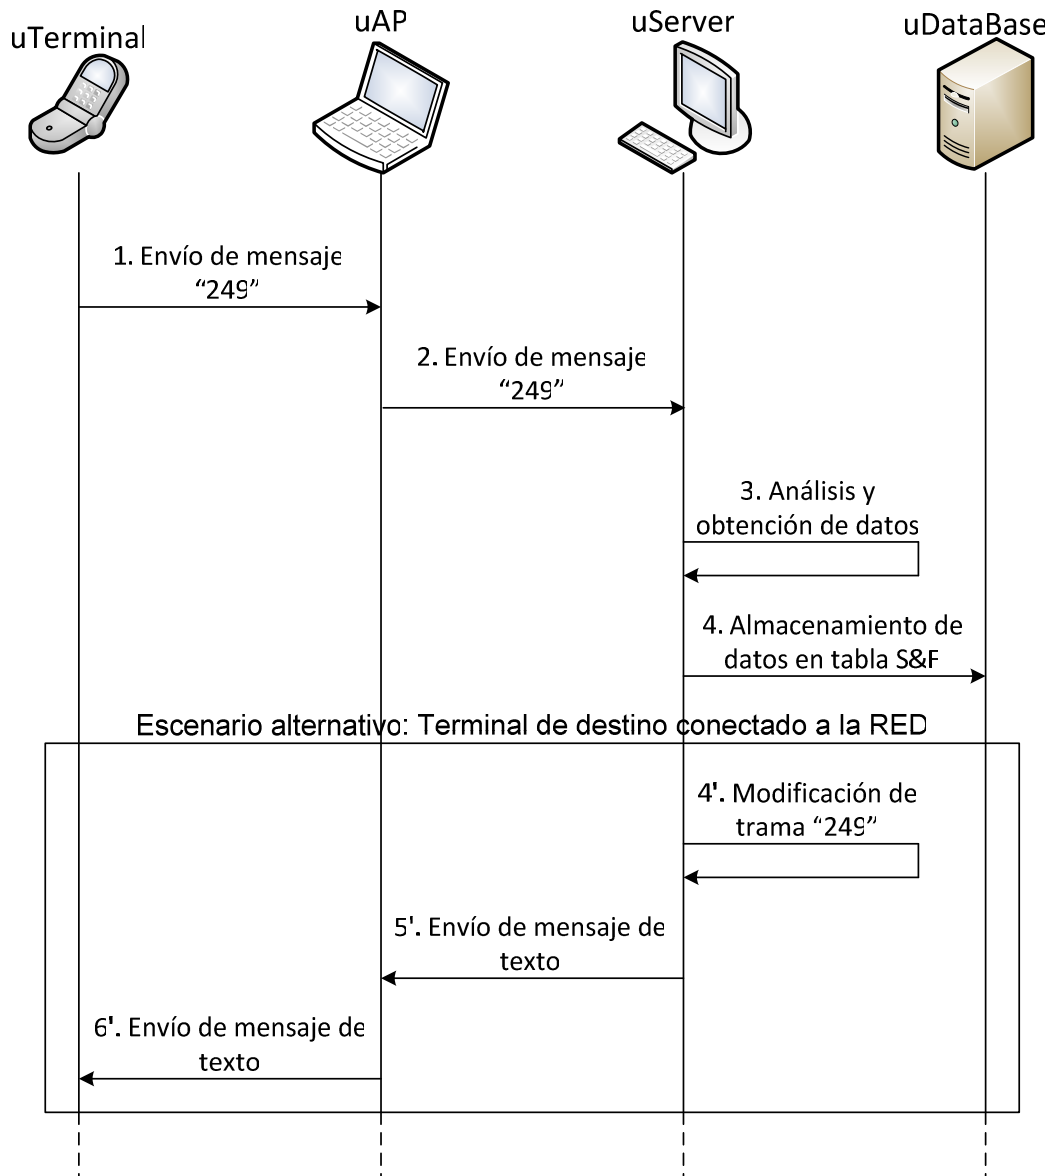 uTerminal
uAP
uServer
uDataBase
1. Envío de mensaje
“249”
2. Envío de mensaje
“249”
3. Análisis y
obtención de datos
4. Almacenamiento de
datos en tabla S&F
Escenario alternativo: Terminal de destino conectado a la RED
4'. Modificación de
trama “249”
5'. Envío de mensaje de
texto
6'. Envío de mensaje de
texto